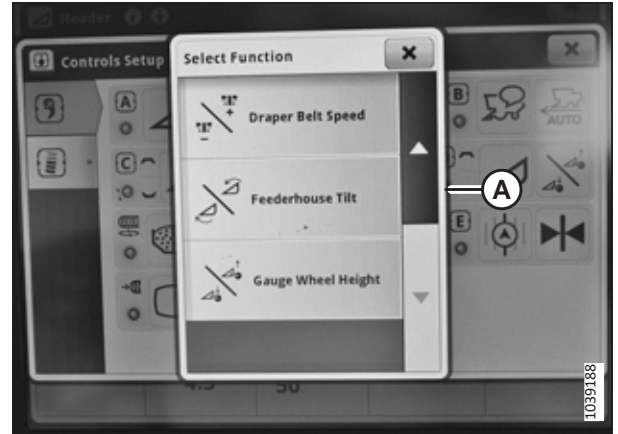 Header
Controls Setup
Select Function
A
B
AUTO
Draper Belt Speed
C
A
Feederhouse Tilt
E
Gauge Wheel Height
50
1039188